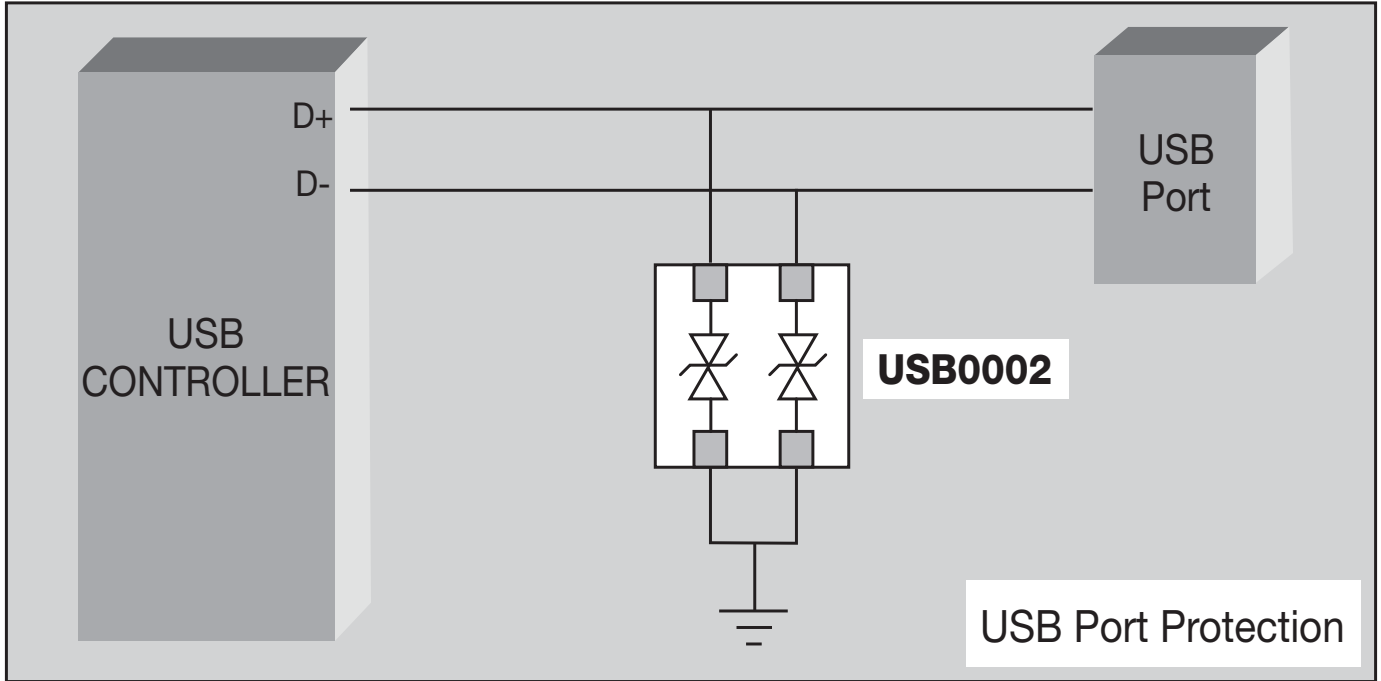 D+
D-
USB
CONTROLLER
USB
Port
USB0002
USB Port Protection